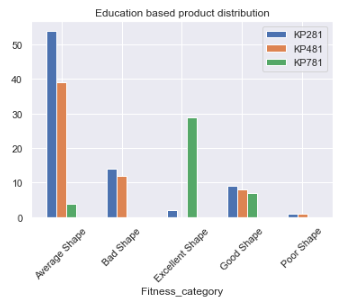 Education based product distribution
KP281
KP481
KP781
50
40
30
20
10
0
Average Shape
Bad Shape
Excellent Shape
Good Shape
Poor Shape
Fitness_category